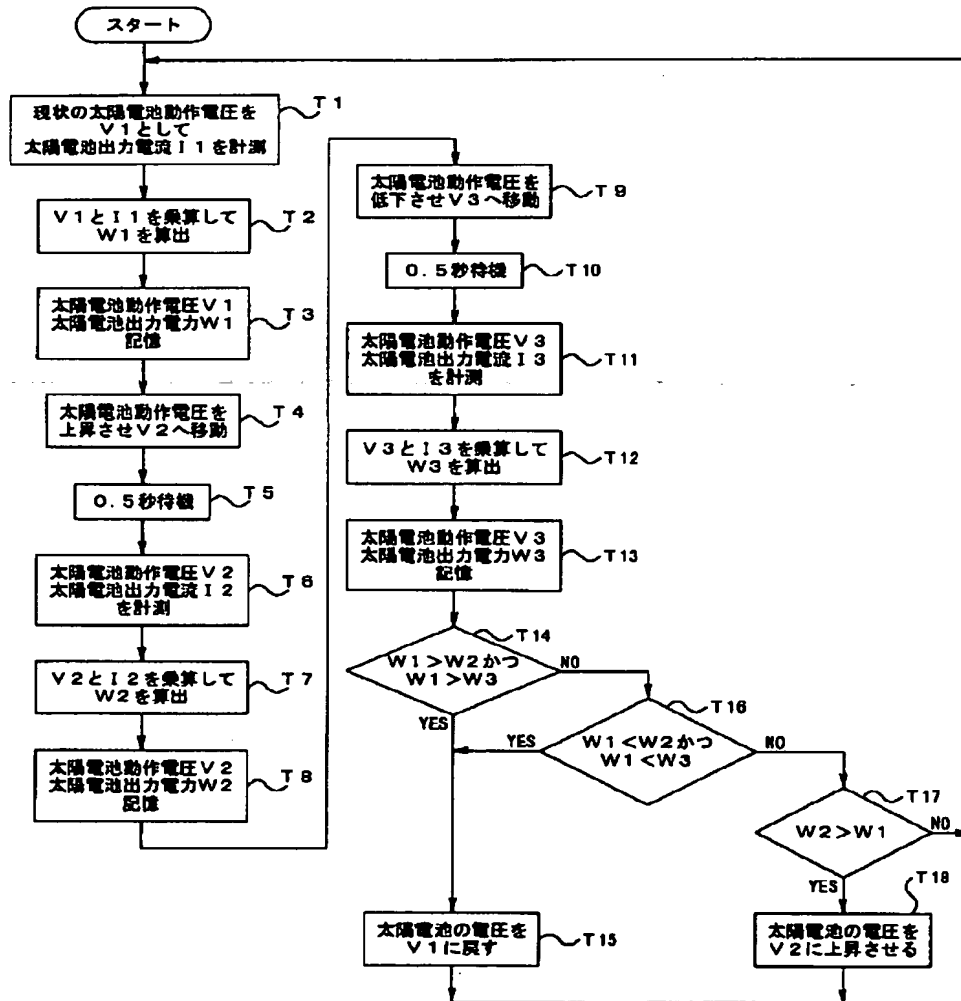 スタート
現状の太陽電池動作電圧を
V1として
太陽電池出力電流I1を計測
T1
V1とI1を乗算して
W1を算出
T2
太陽電池動作電圧V1
太陽電池出力電力W1
記憶
T3
太陽電池動作電圧を
上昇させV2へ移動
T4
0.5秒待機
T5
太陽電池動作電圧V2
太陽電池出力電流I2
を計測
T6
V2とI2を乗算して
W2を算出
T7
太陽電池動作電圧V2
太陽電池出力電力W2
記憶
T8
太陽電池動作電圧を
低下させV3へ移動
T9
0.5秒待機
T10
太陽電池動作電圧V3
太陽電池出力電流I3
を計測
T11
V3とI3を乗算して
W3を算出
T12
太陽電池動作電圧V3
太陽電池出力電力W3
記憶
T13
W1>W2かつ
W1>W3
T14
NO
YES
W1<W2かつ
W1<W3
T16
YES
NO
W2>W1
T17
NO
YES
太陽電池の電圧を
V1に戻す
T15
太陽電池の電圧を
V2に上昇させる
T18